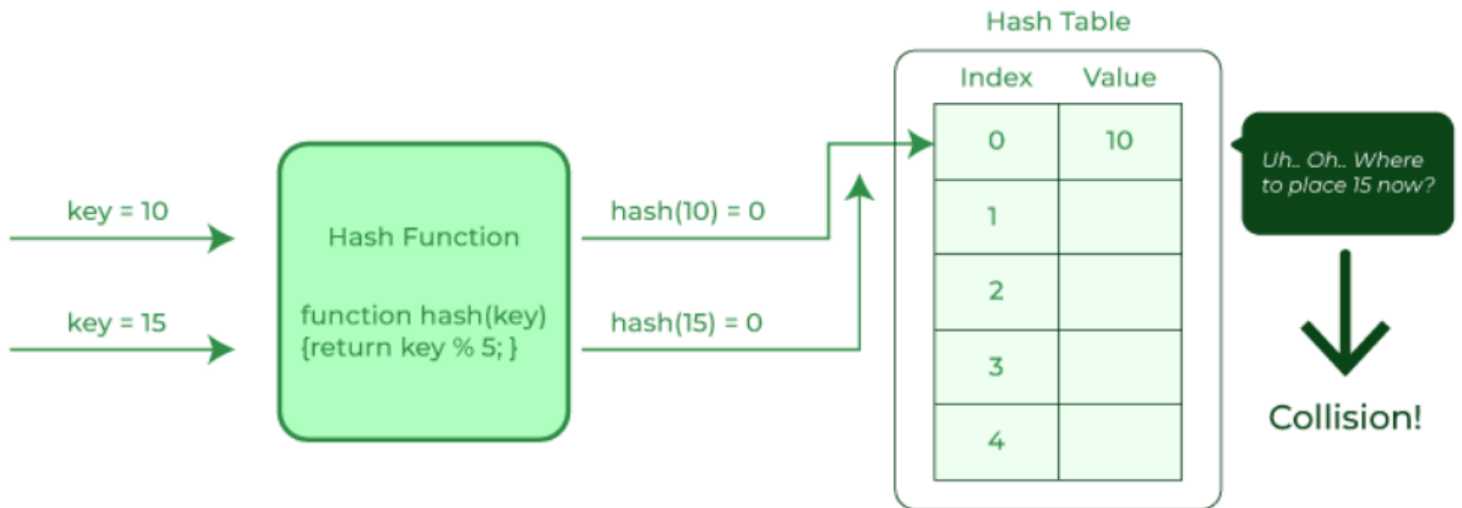 Hash Table
Index Value
key = 10
key = 15
Hash Function
function hash(key)
{return key % 5; }
hash(10) = 0
hash(15) = 0
0 10
1
2
3
4
Uh.. Oh.. Where
to place 15 now?
Collision!